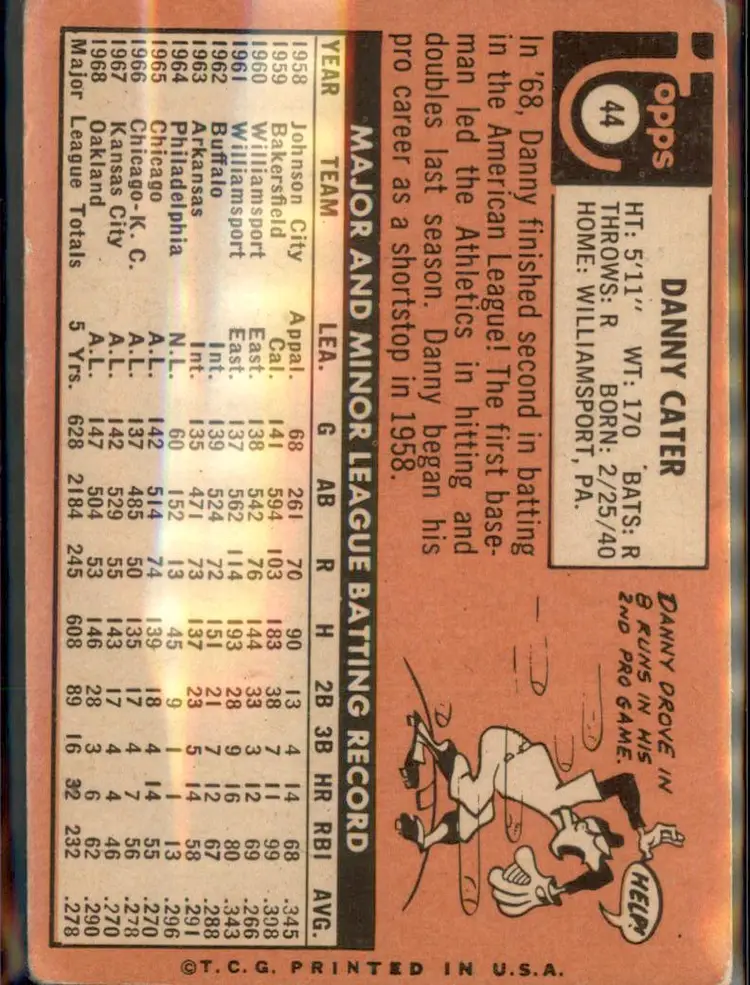 Topps
44
DANNY CATER
HT: 5'11" WT: 170 BATS: R
THROWS: R BORN: 2/25/40
HOME: WILLIAMSPORT, PA.
In '68, Danny finished second in batting
in the American League! The first base-
man led the Athletics in hitting and
doubles last season. Danny began his
pro career as a shortstop in 1958.
DANNY DROVE IN
8 RUNS IN HIS
2ND PRO GAME.
HELP!
MAJOR AND MINOR LEAGUE BATTING RECORD
YEAR TEAM LEA. G AB R H 2B 3B HR RBI AVG.
1958 Johnson City Appal. 68 261 70 90 13 4 14 68 .345
1959 Bakersfield Cal. 141 594 103 183 38 7 11 99 .308
1960 Williamsport East. 138 542 76 144 33 3 12 69 .266
1961 Williamsport East. 137 562 114 193 28 9 16 80 .343
1962 Buffalo Int. 139 524 72 151 21 7 12 67 .288
1963 Arkansas Int. 135 471 73 137 23 5 14 58 .291
1964 Philadelphia N.L. 60 152 13 45 9 1 1 13 .296
1965 Chicago A.L. 142 514 74 139 18 4 14 55 .270
1966 Chicago-K. C. A.L. 137 485 50 135 17 4 7 56 .278
1967 Kansas City A.L. 142 529 55 143 17 4 4 46 .270
1968 Oakland A.L. 147 504 53 146 28 3 6 62 .290
Major League Totals 5 Yrs. 628 2184 245 608 89 16 32 232 .278
©T.C.G. PRINTED IN U.S.A.